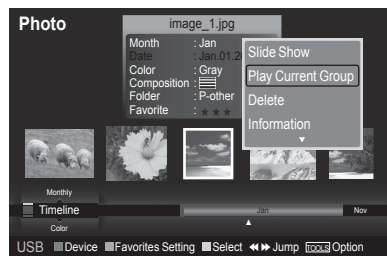 Photo
image_1.jpg
Month : Jan
Date : Jan.01.2
Color : Gray
Composition :
Folder : P-other
Favorite : ★ ★ ★
Slide Show
Play Current Group
Delete
Information
Monthly
Timeline
Jan
Nov
Color
USB Device Favorites Setting Select Jump TOOLS Option